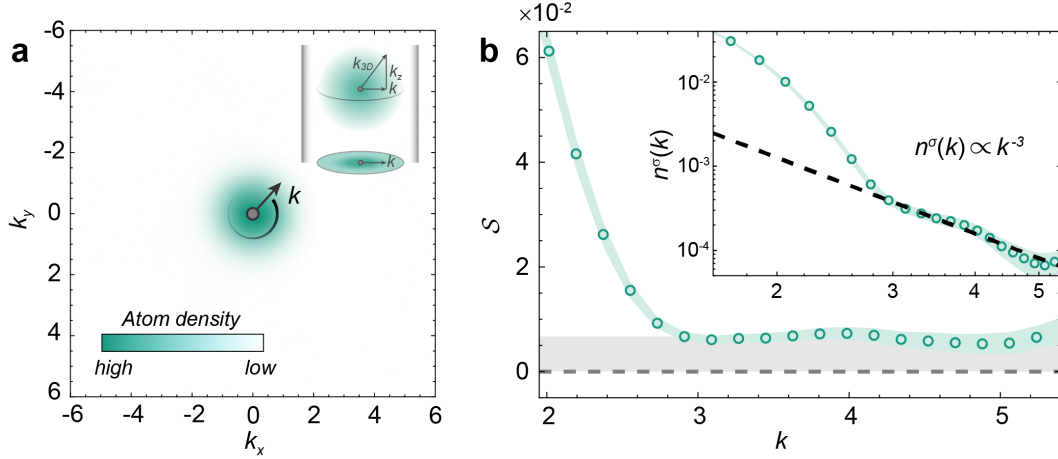 a
-6
-4
-2
0
2
4
6
k_y
-6
-4
-2
0
2
4
6
k_x
k_3D
k_z
k
k
k
Atom density
high
low
b
×10^-2
6
4
2
0
S
2
3
4
5
k
10^-2
10^-3
10^-4
n^σ(k)
n^σ(k) ∝ k^-3
2
3
4
5